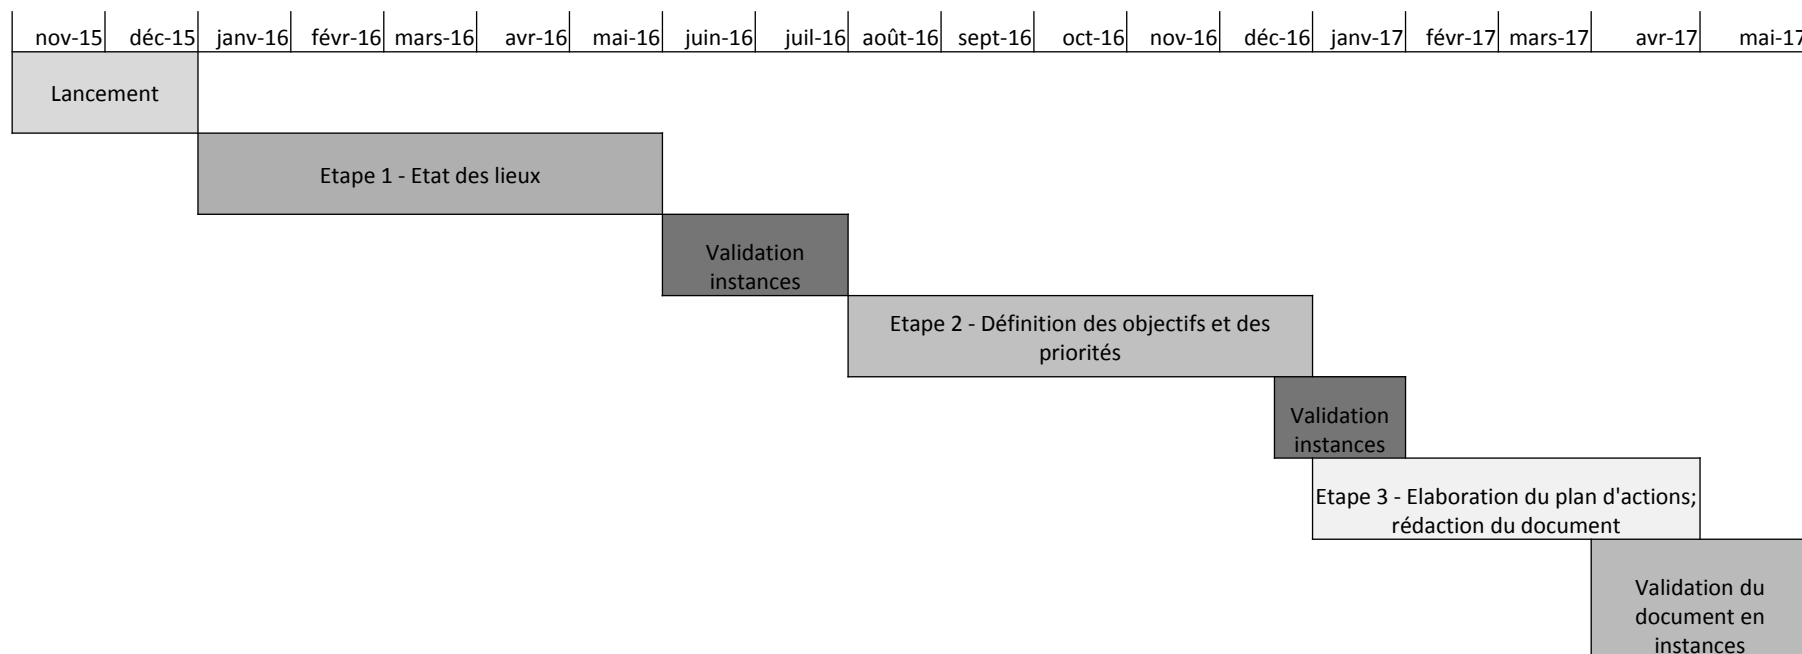 nov-15 déc-15 janv-16 févr-16 mars-16 avr-16 mai-16 juin-16 juil-16 août-16 sept-16 oct-16 nov-16 déc-16 janv-17 févr-17 mars-17 avr-17 mai-17
Lancement
Etape 1 - Etat des lieux
Validation
instances
Etape 2 - Définition des objectifs et des
priorités
Validation
instances
Etape 3 - Elaboration du plan d'actions;
rédaction du document
Validation du
document en
instances